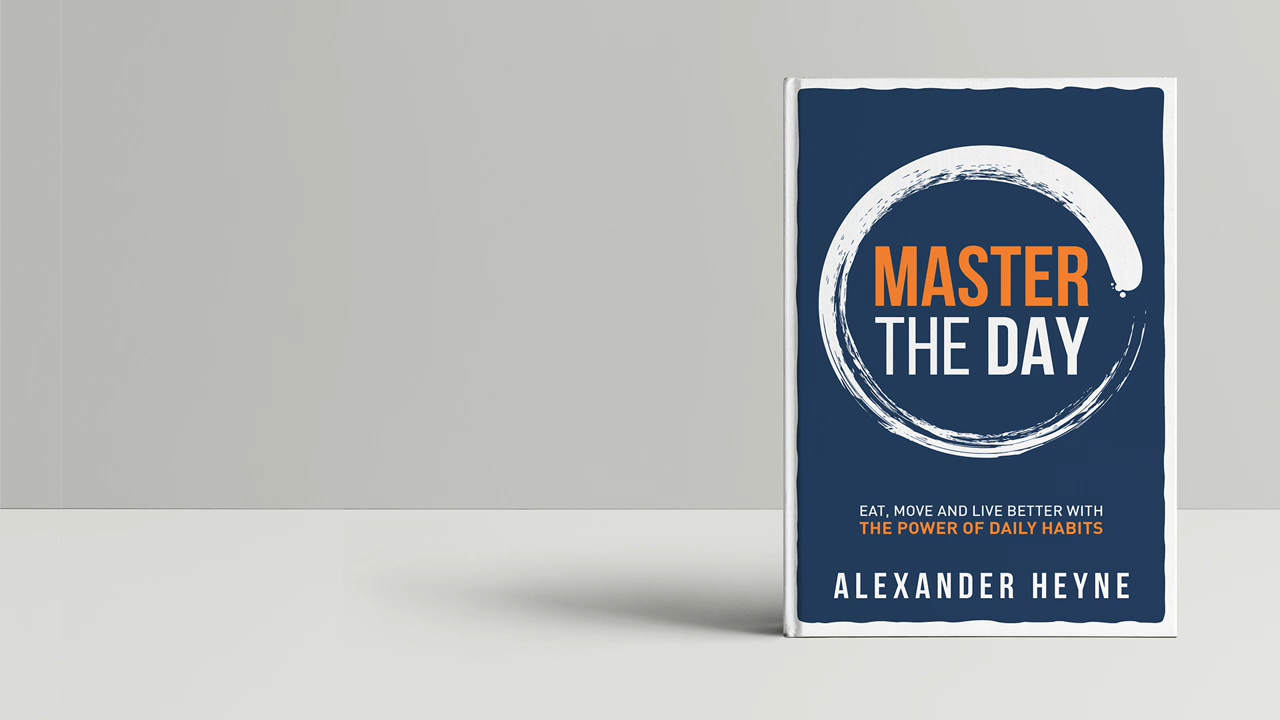 MASTER
THE DAY
EAT, MOVE AND LIVE BETTER WITH
THE POWER OF DAILY HABITS
ALEXANDER HEYNE